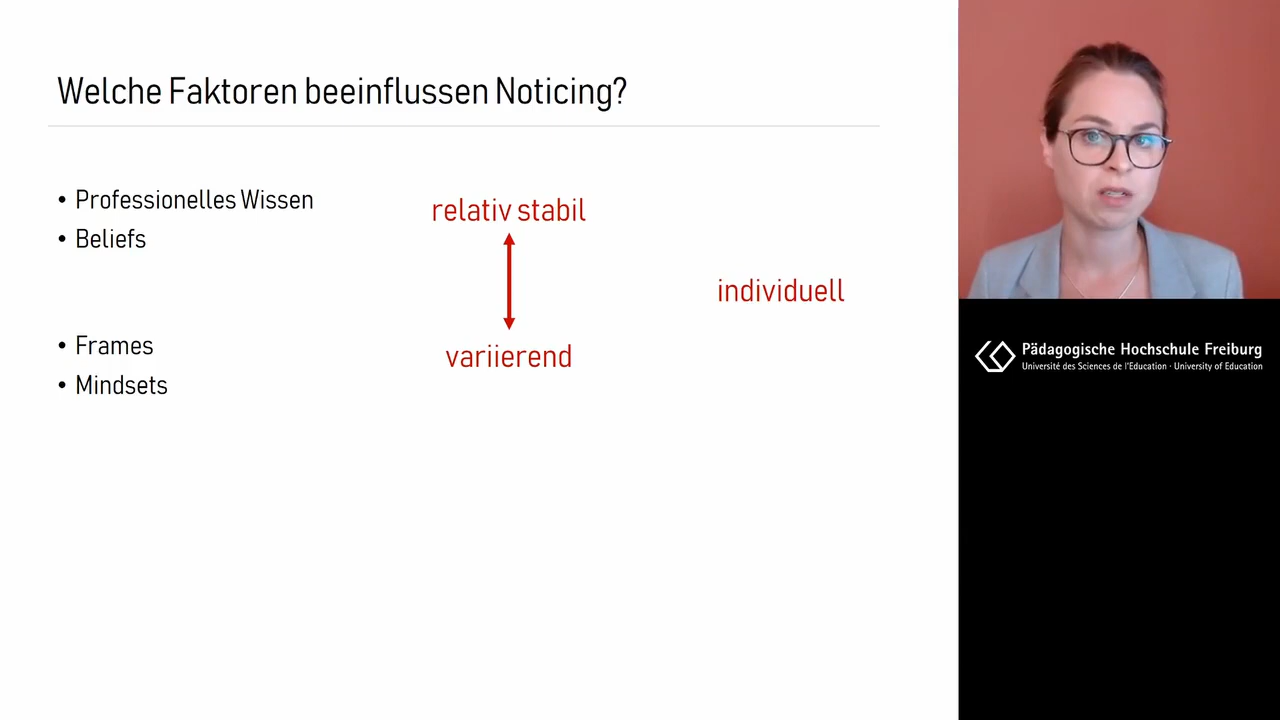 Welche Faktoren beeinflussen Noticing?
• Professionelles Wissen
• Beliefs
• Frames
• Mindsets
relativ stabil
variierend
individuell
Pädagogische Hochschule Freiburg
Université des Sciences de l'Education · University of Education